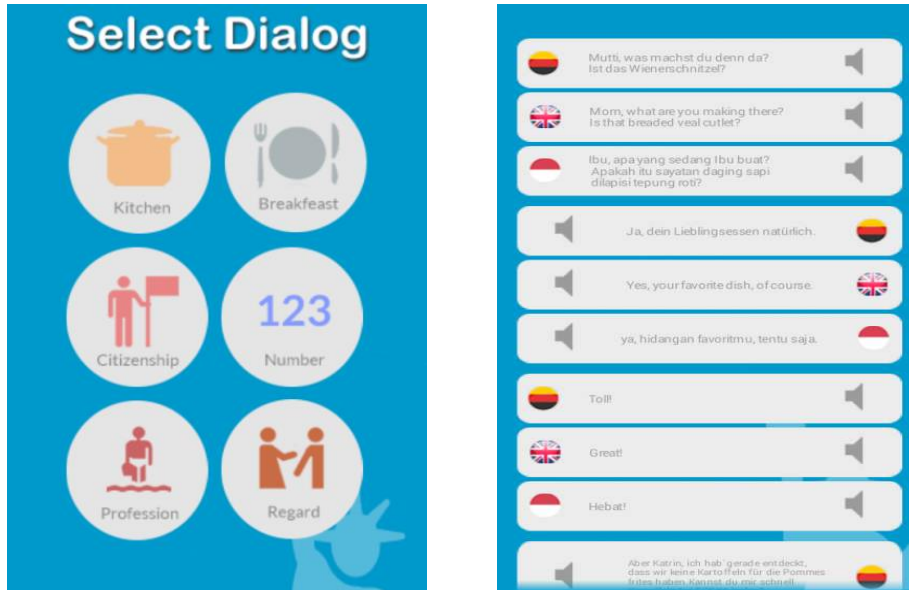 Select Dialog
Kitchen
Breakfeast
Citizenship
123
Number
Profession
Regard
Mutti, was machst du denn da?
Ist das Wienerschnitzel?
Mom, what are you making there?
Is that breaded veal cutlet?
Ibu, apa yang sedang Ibu buat?
Apakah itu sayatan daging sapi
dilapisi tepung roti?
Ja, dein Lieblingsessen natürlich.
Yes, your favorite dish, of course.
ya, hidangan favoritmu, tentu saja.
Toll!
Great!
Hebat!
Aber Katrin, ich hab' gerade entdeckt,
dass wir keine Kartoffeln für die Pommes
frites haben.Kannst du mir schnell